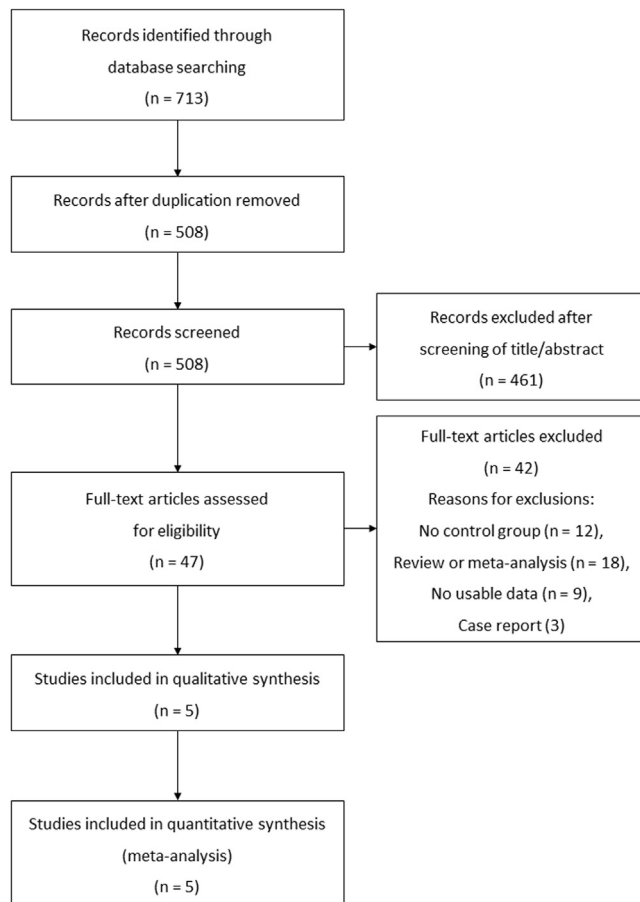 Records identified through
database searching
(n = 713)
Records after duplication removed
(n = 508)
Records screened
(n = 508)
Records excluded after
screening of title/abstract
(n = 461)
Full-text articles assessed
for eligibility
(n = 47)
Full-text articles excluded
(n = 42)
Reasons for exclusions:
No control group (n = 12),
Review or meta-analysis (n = 18),
No usable data (n = 9),
Case report (3)
Studies included in qualitative synthesis
(n = 5)
Studies included in quantitative synthesis
(meta-analysis)
(n = 5)